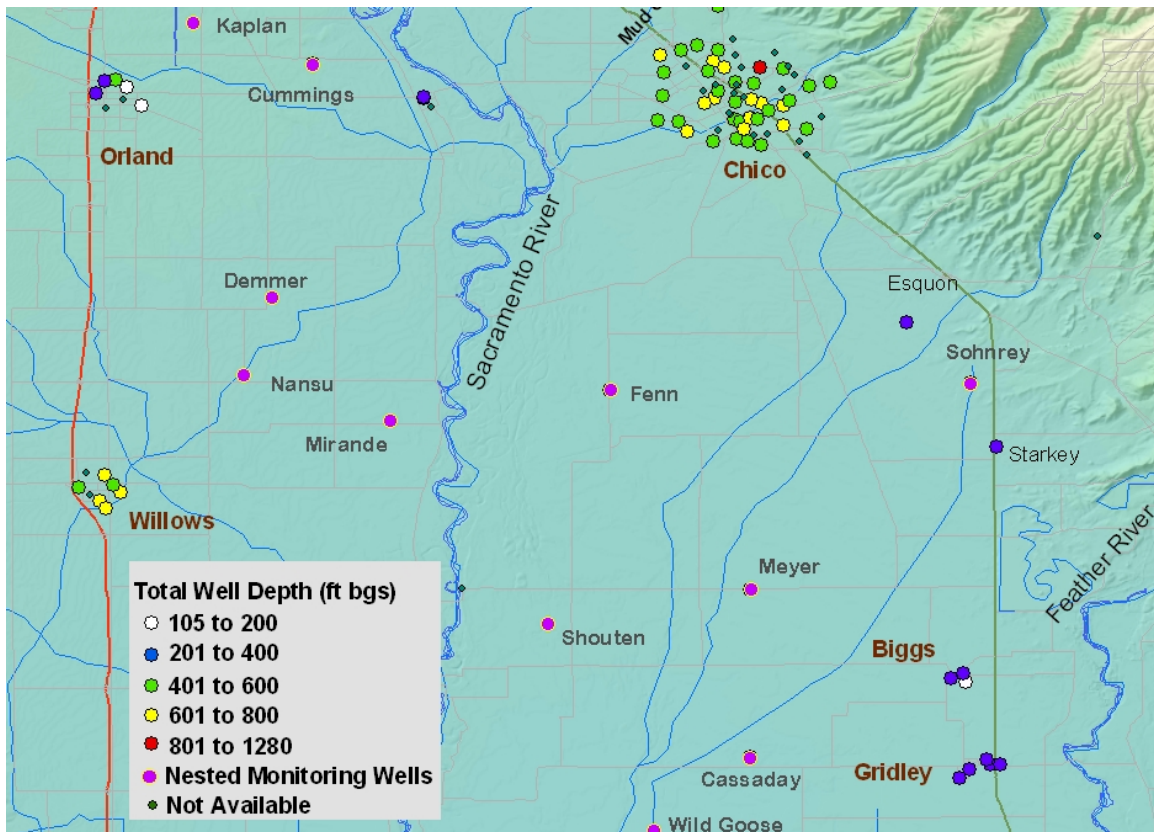 Kaplan
Mud
Cummings
Orland
Chico
Sacramento River
Demmer
Esquon
Nansu
Fenn
Sohnrey
Mirande
Starkey
Willows
Total Well Depth (ft bgs)
105 to 200
201 to 400
401 to 600
601 to 800
801 to 1280
Nested Monitoring Wells
Not Available
Meyer
Feather River
Shouten
Biggs
Cassaday
Gridley
Wild Goose